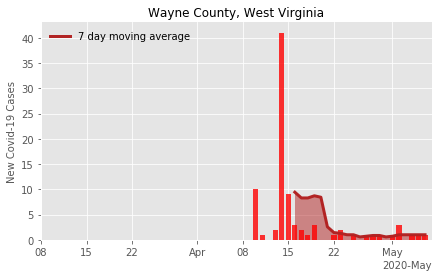 Wayne County, West Virginia
7 day moving average
New Covid-19 Cases
40
35
30
25
20
15
10
5
0
08
15
22
Apr
08
15
22
May
2020-May